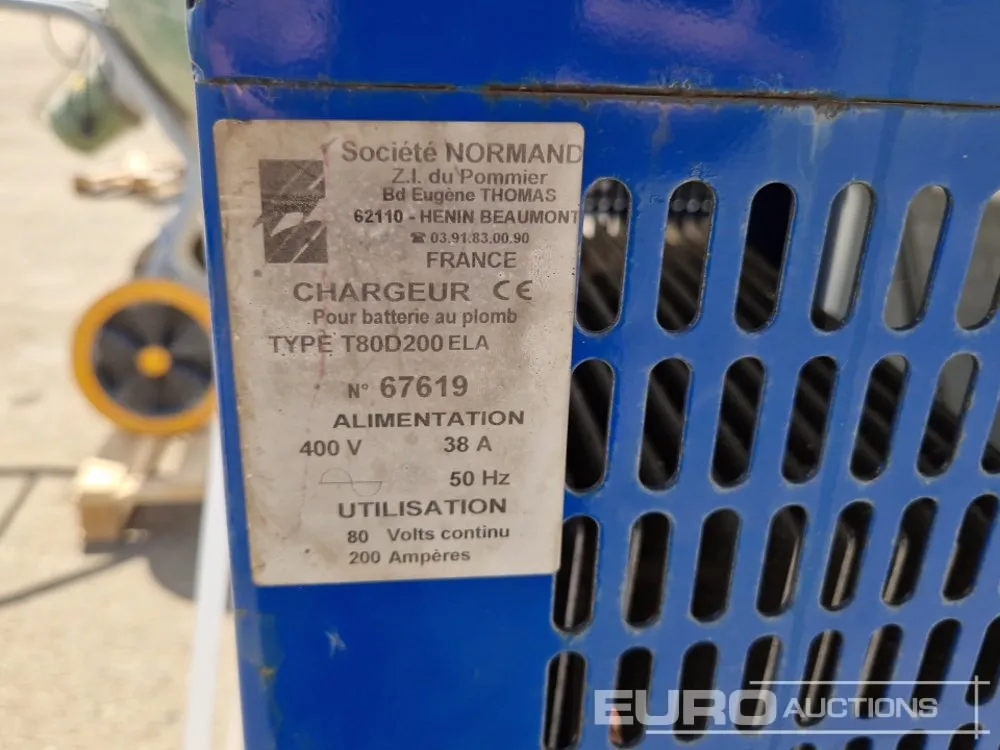 Société NORMAND
Z.I. du Pommier
Bd Eugène THOMAS
62110 - HENIN BEAUMONT
☎ 03.91.83.00.90
FRANCE
CHARGEUR CE
Pour batterie au plomb
TYPE T80D200 ELA
N° 67619
ALIMENTATION
400 V 38 A
50 Hz
UTILISATION
80 Volts continu
200 Ampères
EURO AUCTIONS